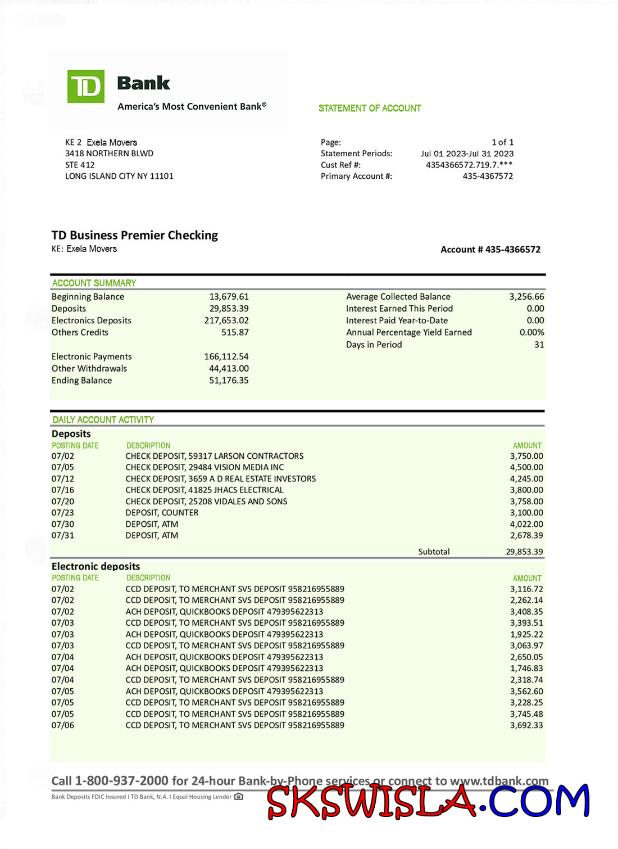 TD Bank
America's Most Convenient Bank®
STATEMENT OF ACCOUNT
KE 2 Exela Movers
3418 NORTHERN BLWD
STE 412
LONG ISLAND CITY NY 11101
Page: 1 of 1
Statement Periods: Jul 01 2023-Jul 31 2023
Cust Ref #: 4354366572.719.7.***
Primary Account #: 435-4367572
TD Business Premier Checking
KE: Exela Movers
Account # 435-4366572
ACCOUNT SUMMARY
Beginning Balance 13,679.61 Average Collected Balance 3,256.66
Deposits 29,853.39 Interest Earned This Period 0.00
Electronics Deposits 217,653.02 Interest Paid Year-to-Date 0.00
Others Credits 515.87 Annual Percentage Yield Earned 0.00%
Days in Period 31
Electronic Payments 166,112.54
Other Withdrawals 44,413.00
Ending Balance 51,176.35
DAILY ACCOUNT ACTIVITY
Deposits
POSTING DATE DESCRIPTION AMOUNT
07/02 CHECK DEPOSIT, 59317 LARSON CONTRACTORS 3,750.00
07/05 CHECK DEPOSIT, 29484 VISION MEDIA INC 4,500.00
07/12 CHECK DEPOSIT, 3659 A D REAL ESTATE INVESTORS 4,245.00
07/16 CHECK DEPOSIT, 41825 JHACS ELECTRICAL 3,800.00
07/20 CHECK DEPOSIT, 25208 VIDALES AND SONS 3,758.00
07/23 DEPOSIT, COUNTER 3,100.00
07/30 DEPOSIT, ATM 4,022.00
07/31 DEPOSIT, ATM 2,678.39
Subtotal 29,853.39
Electronic deposits
POSTING DATE DESCRIPTION AMOUNT
07/02 CCD DEPOSIT, TO MERCHANT SVS DEPOSIT 958216955889 3,116.72
07/02 CCD DEPOSIT, TO MERCHANT SVS DEPOSIT 958216955889 2,262.14
07/02 ACH DEPOSIT, QUICKBOOKS DEPOSIT 479395622313 3,408.35
07/03 CCD DEPOSIT, TO MERCHANT SVS DEPOSIT 958216955889 3,393.51
07/03 ACH DEPOSIT, QUICKBOOKS DEPOSIT 479395622313 1,925.22
07/03 CCD DEPOSIT, TO MERCHANT SVS DEPOSIT 958216955889 3,063.97
07/04 ACH DEPOSIT, QUICKBOOKS DEPOSIT 479395622313 2,650.05
07/04 ACH DEPOSIT, QUICKBOOKS DEPOSIT 479395622313 1,746.83
07/04 CCD DEPOSIT, TO MERCHANT SVS DEPOSIT 958216955889 2,318.74
07/05 ACH DEPOSIT, QUICKBOOKS DEPOSIT 479395622313 3,562.60
07/05 CCD DEPOSIT, TO MERCHANT SVS DEPOSIT 958216955889 3,228.25
07/05 CCD DEPOSIT, TO MERCHANT SVS DEPOSIT 958216955889 3,745.48
07/06 CCD DEPOSIT, TO MERCHANT SVS DEPOSIT 958216955889 3,692.33
Call 1-800-937-2000 for 24-hour Bank-by-Phone services or connect to www.tdbank.com
Bank Deposits FDIC Insured I TD Bank, N.A. I Equal Housing Lender
SKSWISLA.COM